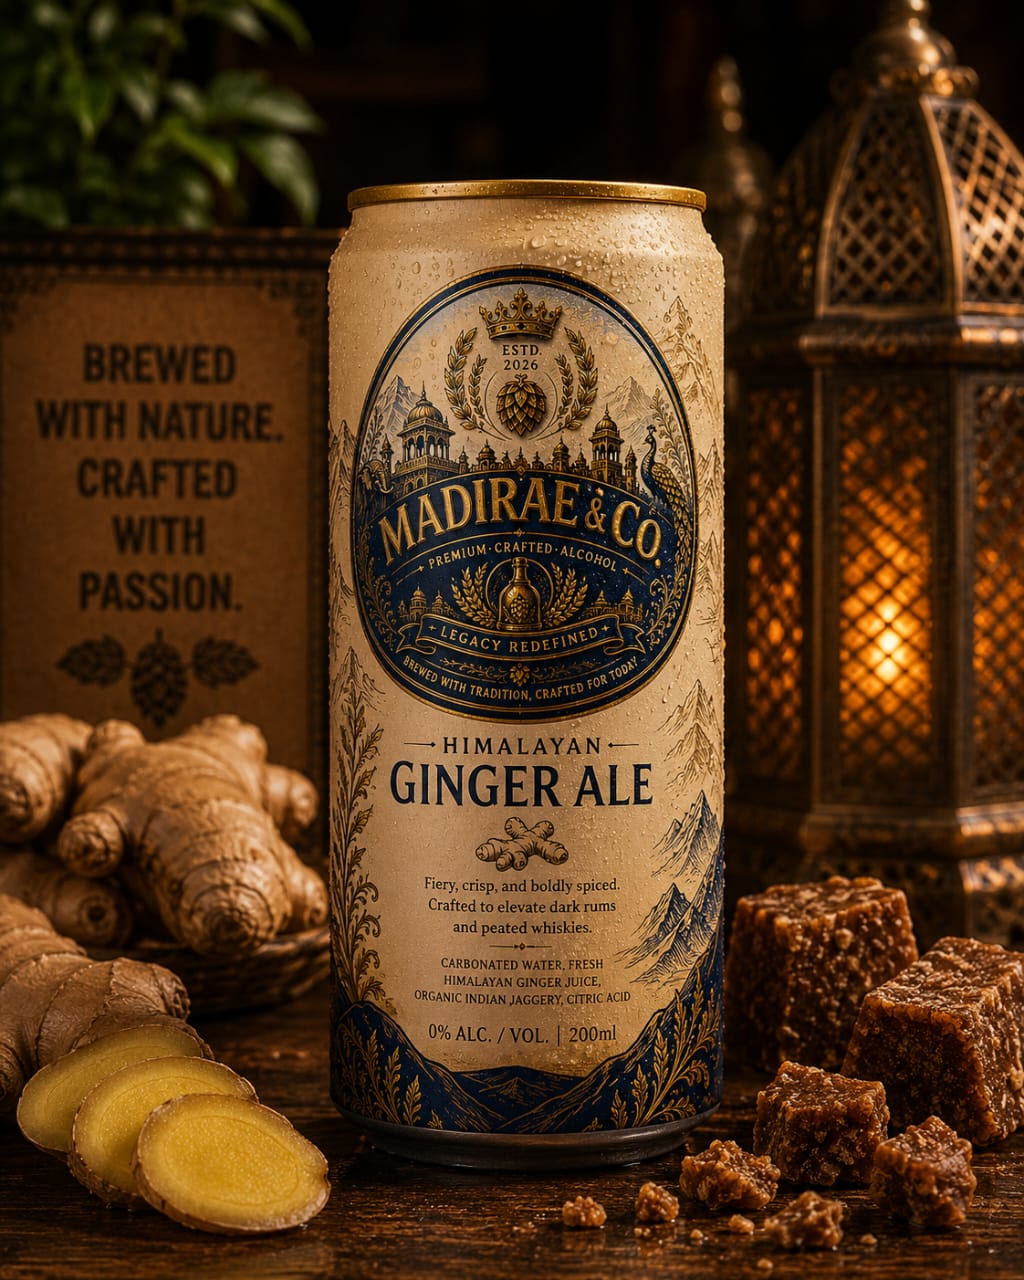 BREWED
WITH NATURE.
CRAFTED
WITH
PASSION.
ESTD.
2026
MADIRAE & CO.
PREMIUM · CRAFTED · ALCOHOL
· LEGACY REDEFINED ·
BREWED WITH TRADITION, CRAFTED FOR TODAY
HIMALAYAN
GINGER ALE
Fiery, crisp, and boldly spiced.
Crafted to elevate dark rums
and peated whiskies.
CARBONATED WATER, FRESH
HIMALAYAN GINGER JUICE,
ORGANIC INDIAN JAGGERY, CITRIC ACID
0% ALC. / VOL. | 200ml